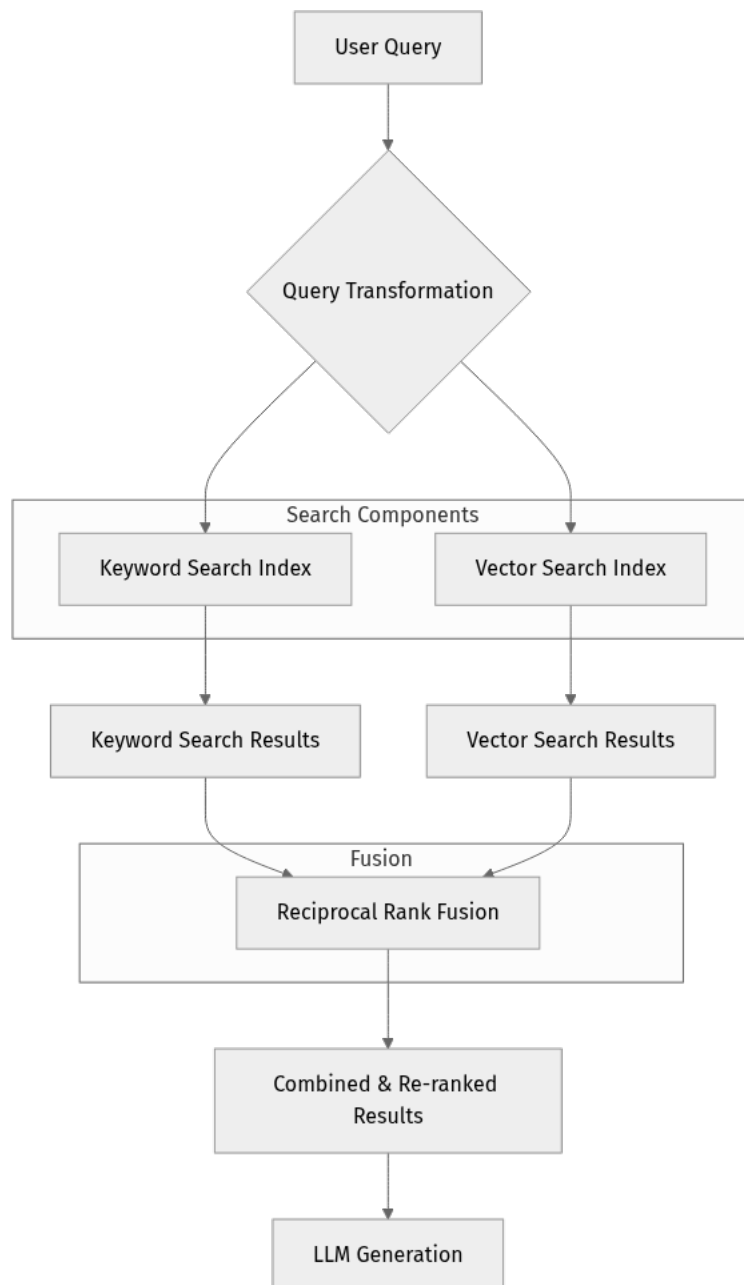 User Query
Query Transformation
Search Components
Keyword Search Index
Vector Search Index
Keyword Search Results
Vector Search Results
Fusion
Reciprocal Rank Fusion
Combined & Re-ranked
Results
LLM Generation